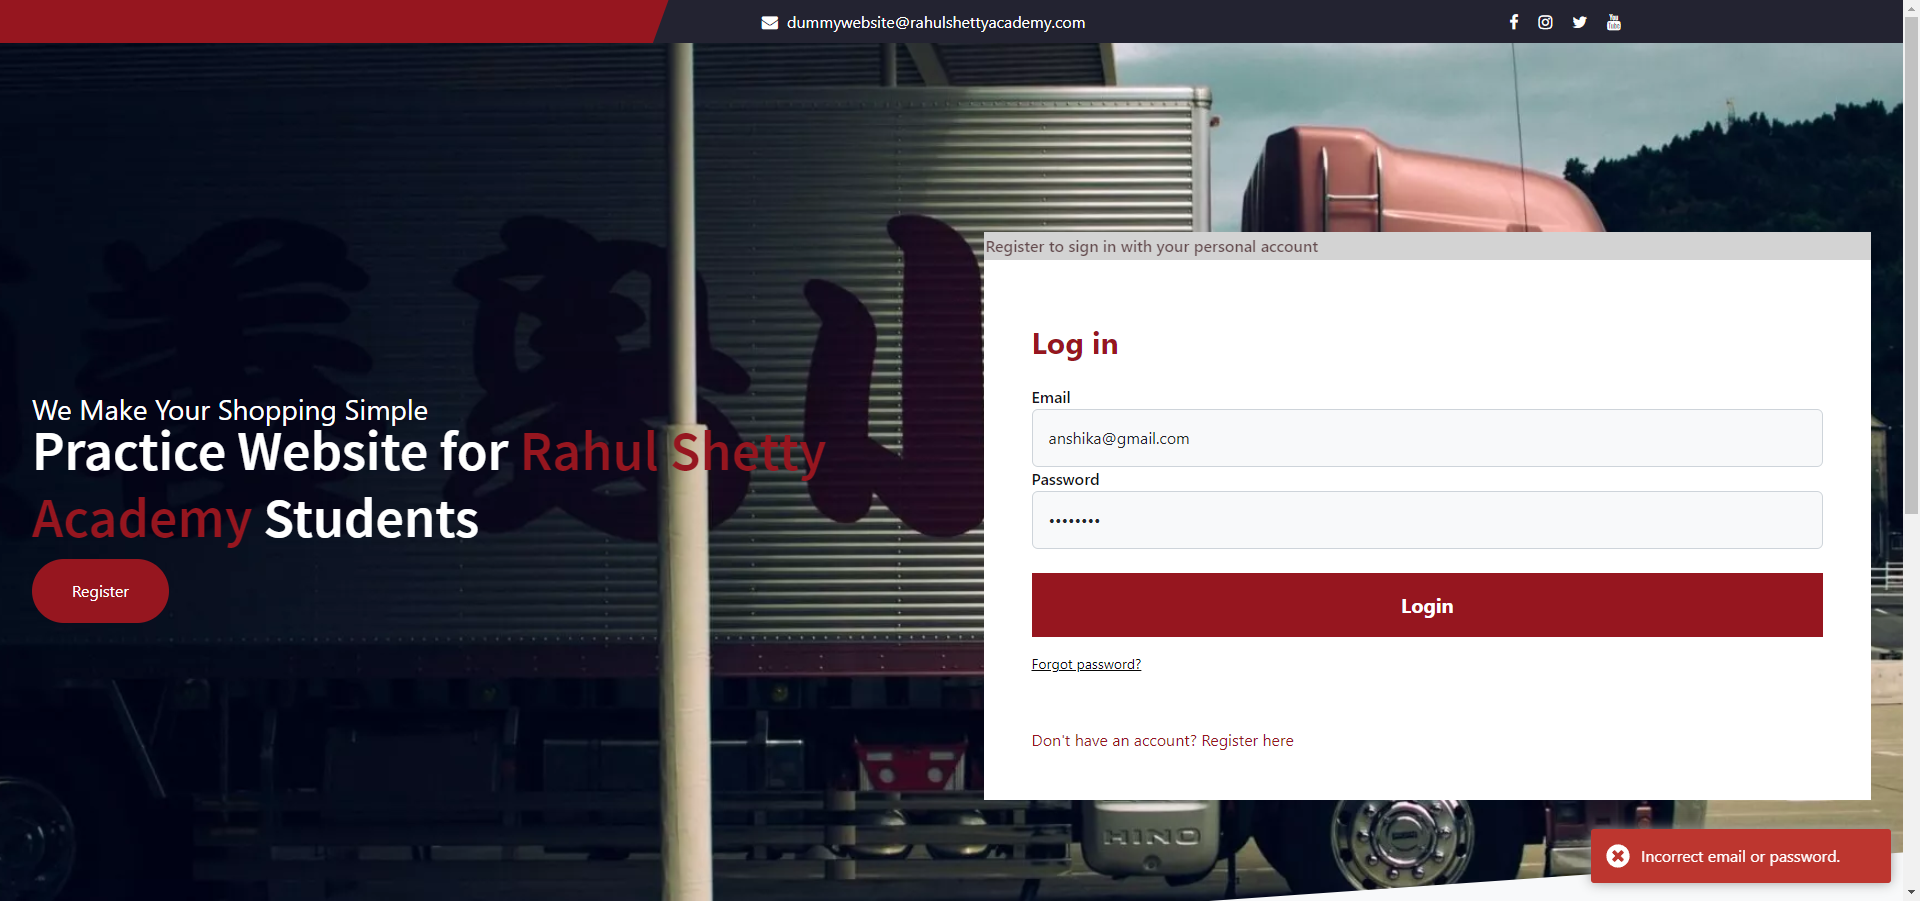 dummywebsite@rahulshettyacademy.com
Register to sign in with your personal account
We Make Your Shopping Simple
Practice Website for Rahul Shetty
Academy Students
Register
Log in
Email
anshika@gmail.com
Password
••••••••
Login
Forgot password?
Don't have an account? Register here
HINO
Incorrect email or password.